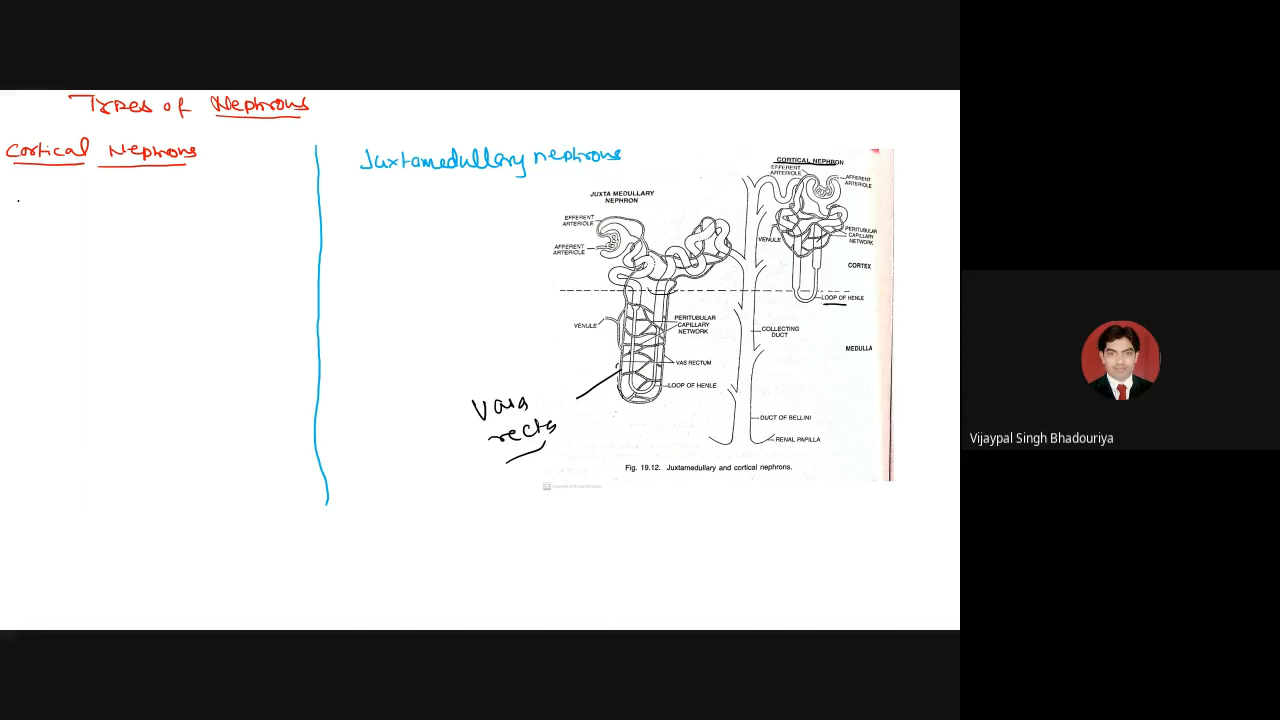 Types of Nephrons
Cortical Nephrons
Juxtamedullary nephrons
CORTICAL NEPHRON
EFFERENT
ARTERIOLE
AFFERENT
ARTERIOLE
JUXTA MEDULLARY
NEPHRON
EFFERENT
ARTERIOLE
AFFERENT
ARTERIOLE
VENULE
PERITUBULAR
CAPILLARY
NETWORK
CORTEX
LOOP OF HENLE
VENULE
PERITUBULAR
CAPILLARY
NETWORK
COLLECTING
DUCT
MEDULLA
VAS RECTUM
LOOP OF HENLE
Vasa
recta
DUCT OF BELLINI
RENAL PAPILLA
Fig. 19.12. Juxtamedullary and cortical nephrons.
Vijaypal Singh Bhadouriya